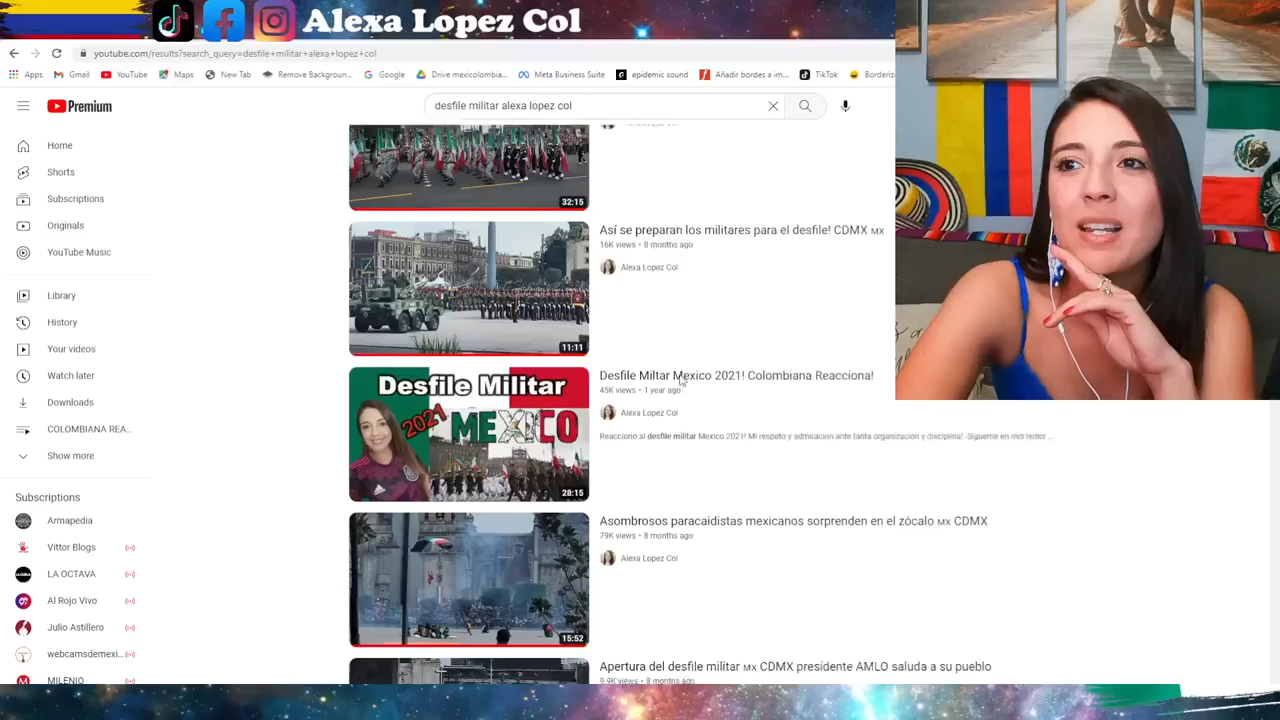 Alexa Lopez Col
youtube.com/results?search_query=desfile+militar+alexa+lopez+col
Apps
Gmail
YouTube
Maps
New Tab
Remove Backgroun...
Google
Drive mexicolombia...
Meta Business Suite
epidemic sound
Añadir bordes a im...
TikTok
Borderiz
Premium
desfile militar alexa lopez col
Home
Shorts
Subscriptions
Originals
YouTube Music
Library
History
Your videos
Watch later
Downloads
COLOMBIANA REA...
Show more
Subscriptions
Armapedia
Vittor Blogs
LA OCTAVA
Al Rojo Vivo
Julio Astillero
webcamsdemexi...
MILENIO
32:15
Así se preparan los militares para el desfile! CDMX MX
16K views • 8 months ago
Alexa Lopez Col
11:11
Desfile Militar
2021
MEXICO
28:15
Desfile Miltar Mexico 2021! Colombiana Reacciona!
45K views • 1 year ago
Alexa Lopez Col
Reacciono al desfile militar Mexico 2021! Mi respeto y admiracion ante tanta organizacion y disciplina! -Sigueme en mis redes ...
15:52
Asombrosos paracaidistas mexicanos sorprenden en el zócalo MX CDMX
79K views • 8 months ago
Alexa Lopez Col
Apertura del desfile militar MX CDMX presidente AMLO saluda a su pueblo
9.9K views • 8 months ago